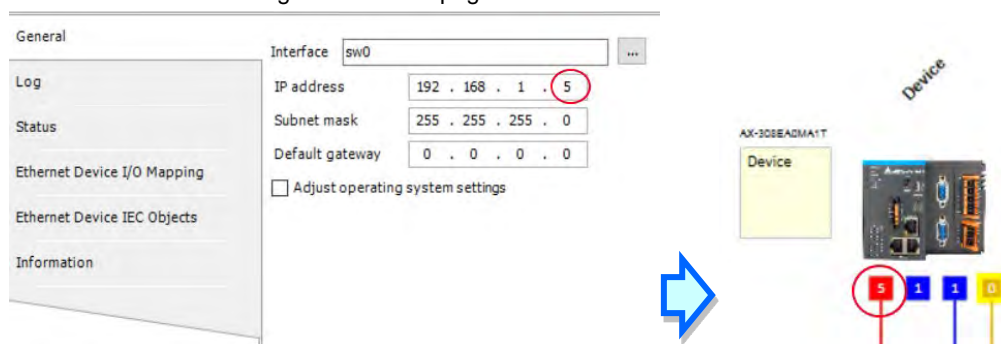 General
Log
Status
Ethernet Device I/O Mapping
Ethernet Device IEC Objects
Information
Interface sw0 ...
IP address 192 . 168 . 1 . 5
Subnet mask 255 . 255 . 255 . 0
Default gateway 0 . 0 . 0 . 0
Adjust operating system settings
Device
AX-308EA0MA1T
Device
5 1 1 0